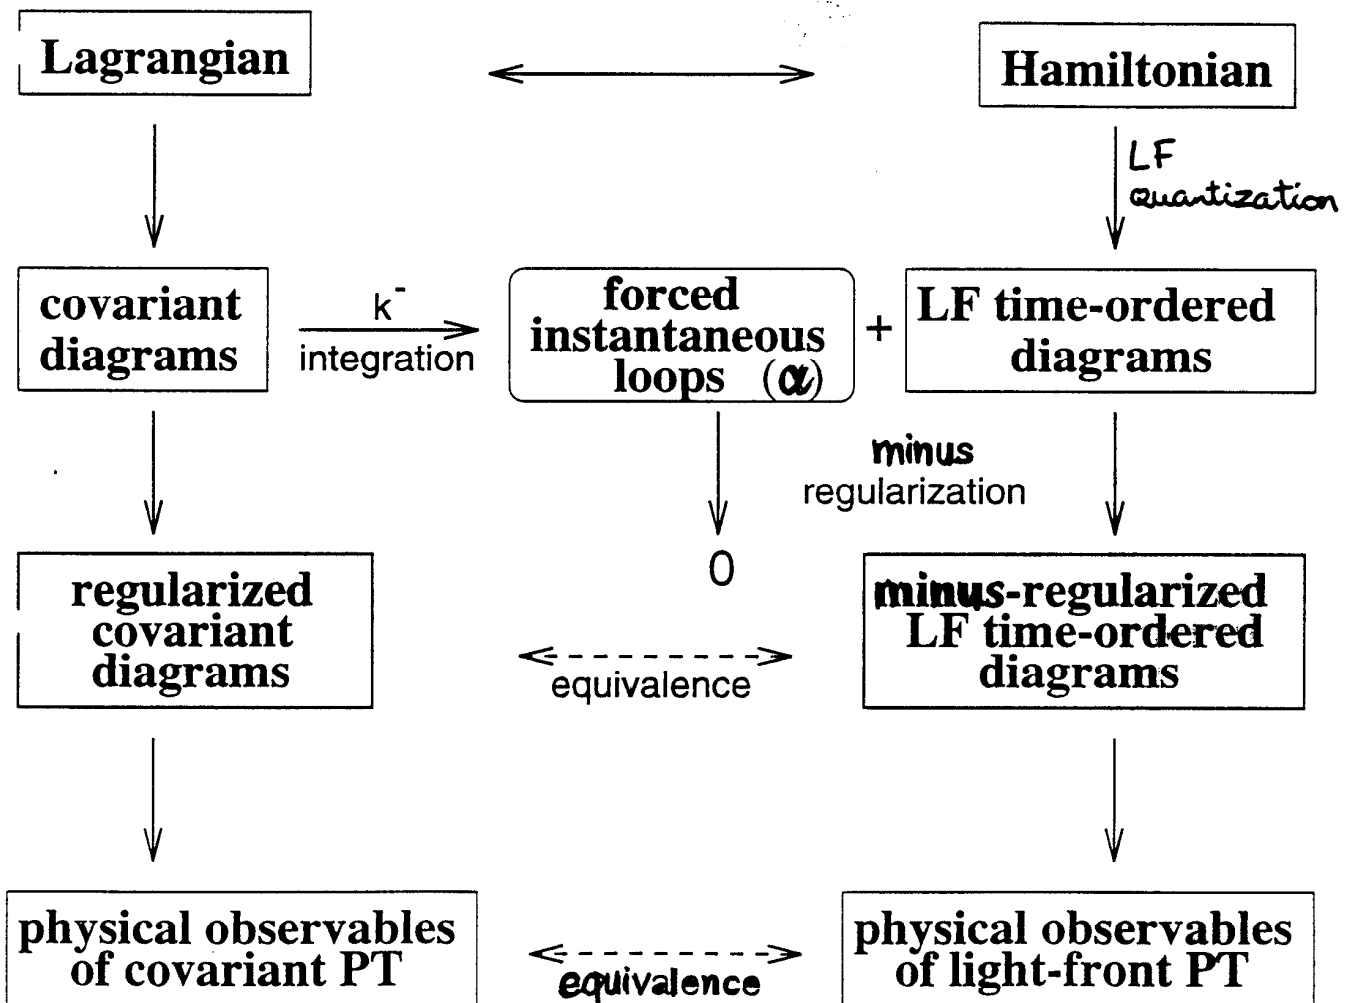 Lagrangian
Hamiltonian
LF
quantization
covariant
diagrams
k⁻
integration
forced
instantaneous
loops (α)
+
LF time-ordered
diagrams
minus
regularization
0
regularized
covariant
diagrams
equivalence
minus-regularized
LF time-ordered
diagrams
physical observables
of covariant PT
equivalence
physical observables
of light-front PT